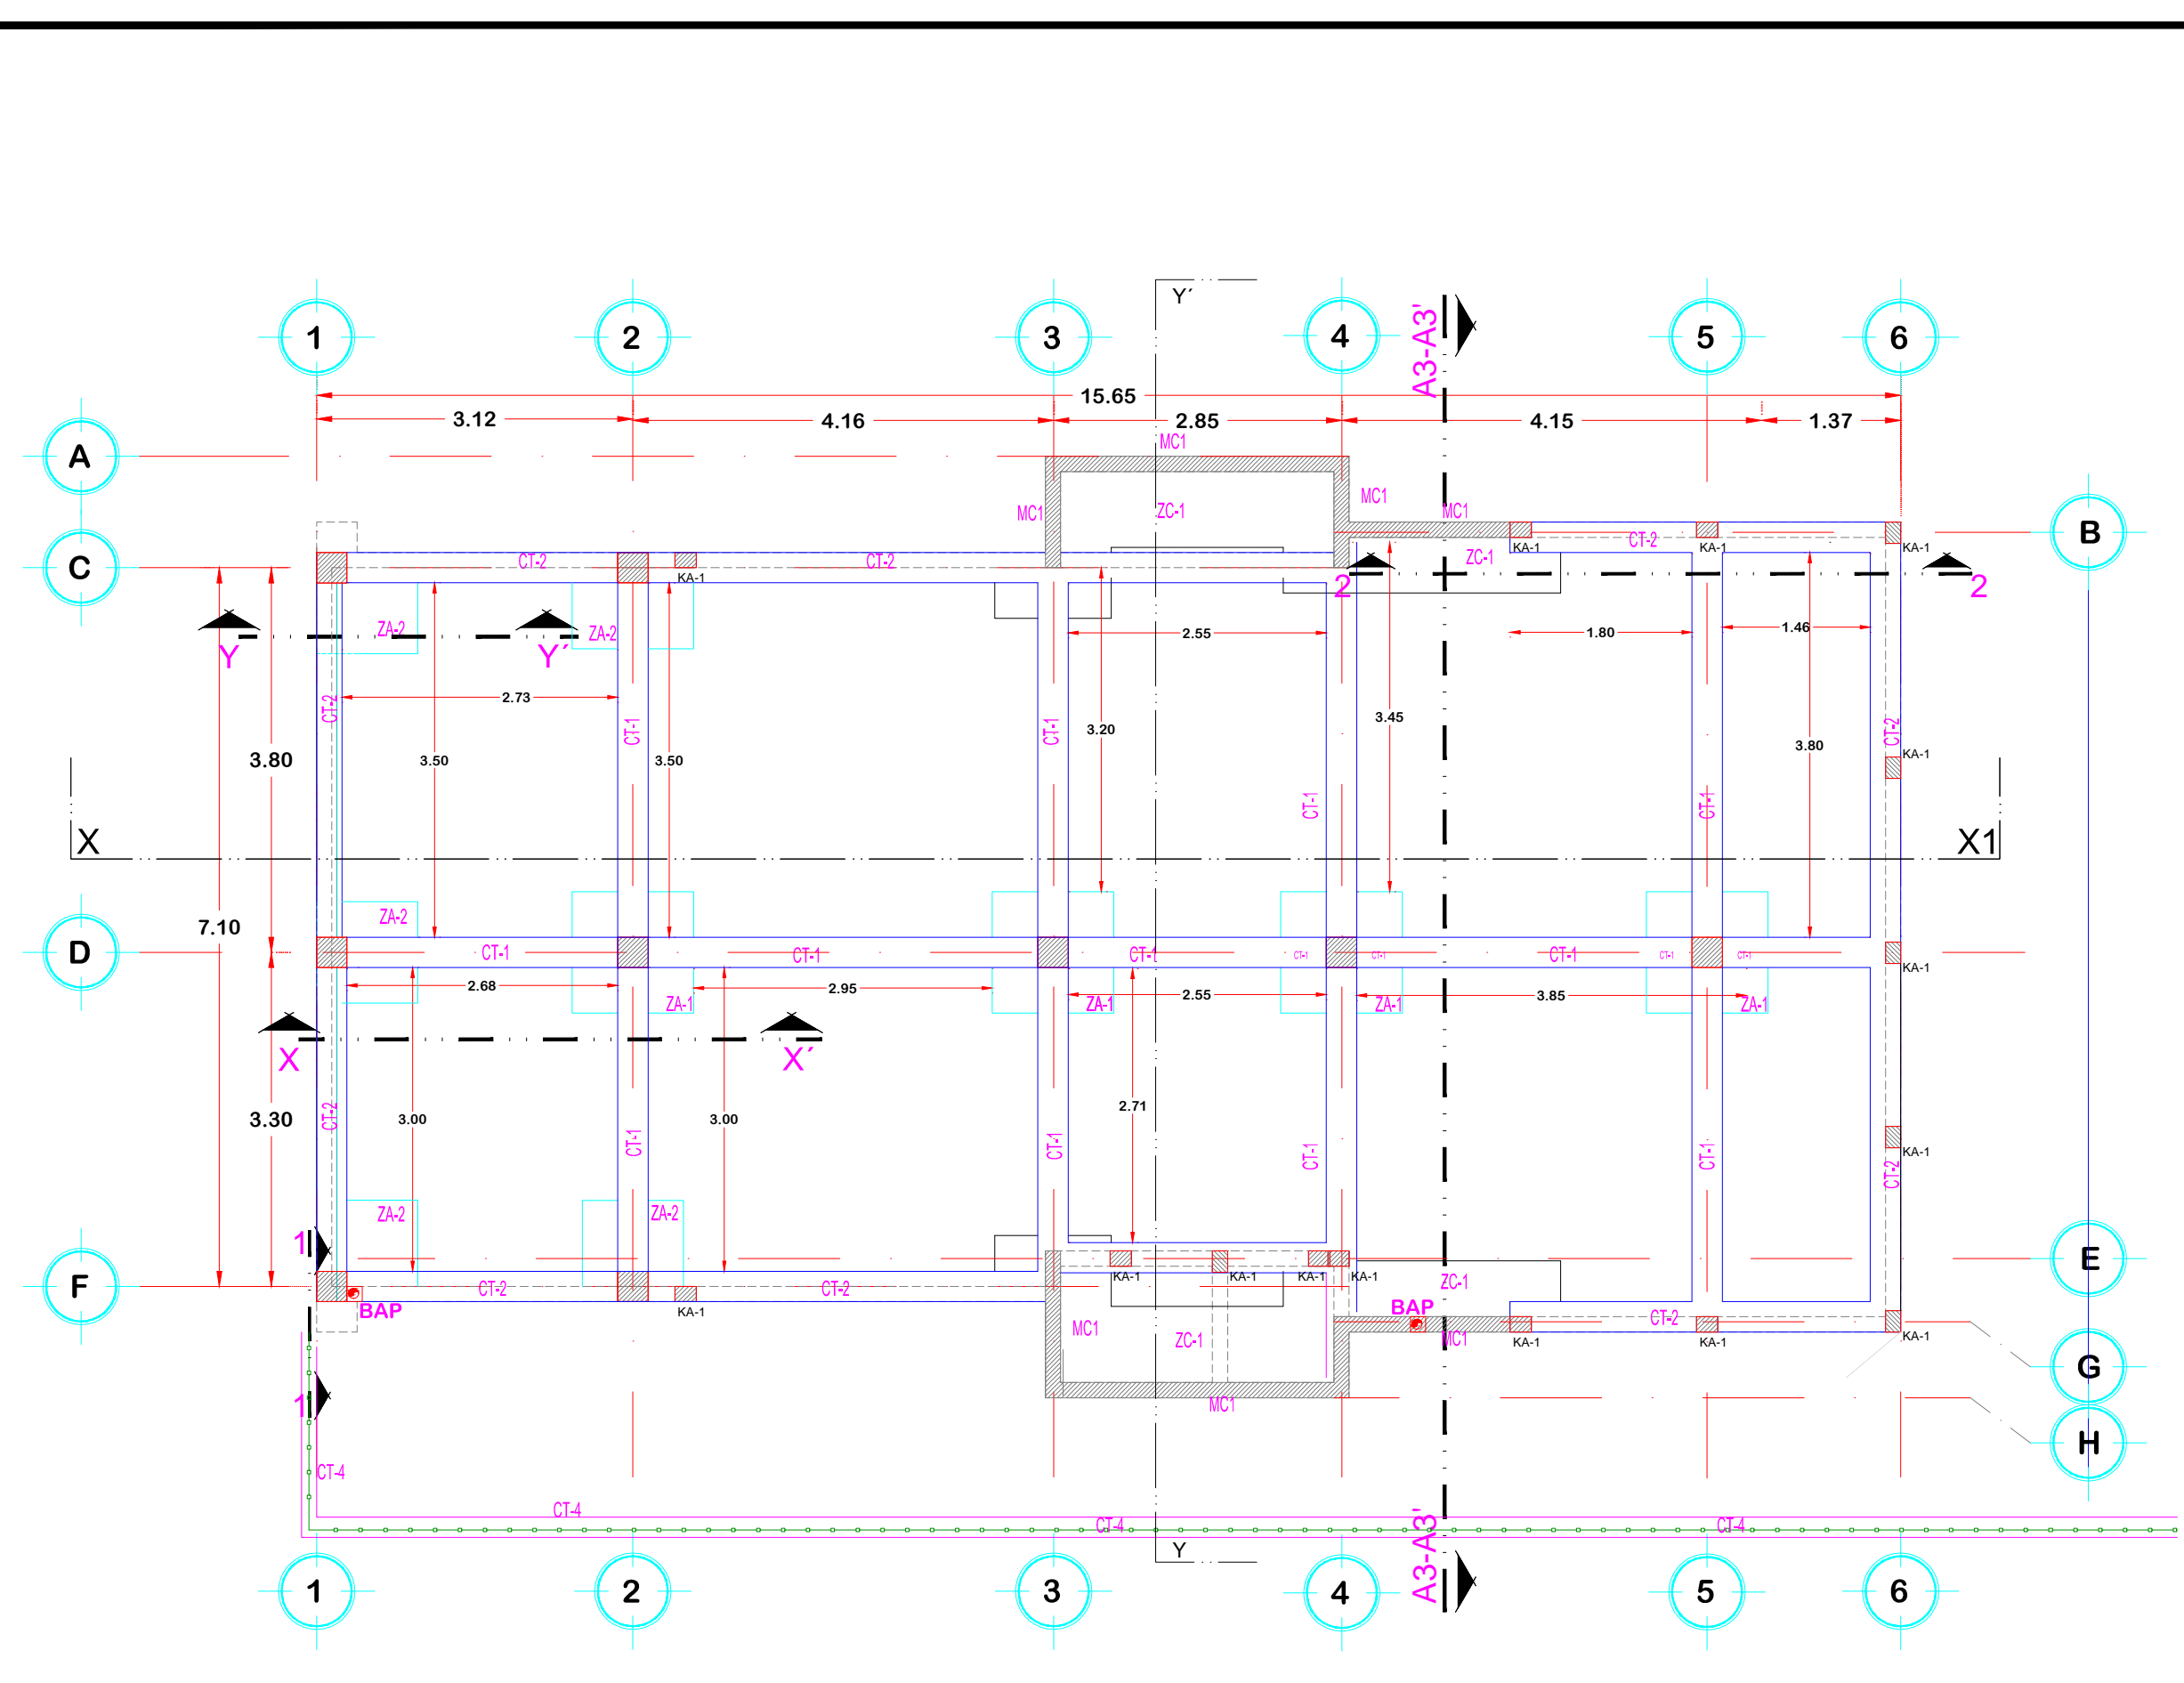 Y´
A3-A3'
1
2
3
4
5
6
15.65
3.12
4.16
2.85
4.15
1.37
MC1
A
MC1
ZC-1
MC1
MC1
B
C
CT-2
CT-2
KA-1
KA-1
CT-2
KA-1
KA-1
ZC-1
2
2
ZA-2
ZA-2
Y
Y´
2.55
1.80
1.46
2.73
CT-2
CT-1
CT-1
3.20
3.45
CT-2
3.80
3.50
3.50
3.80
KA-1
CT-1
CT-1
X
X1
ZA-2
7.10
D
CT-1
CT-1
CT-1
CT-1
CT-1
CT-1
CT-1
CT-1
KA-1
2.68
2.95
2.55
3.85
ZA-1
ZA-1
ZA-1
ZA-1
X
X´
3.30
CT-2
3.00
CT-1
3.00
CT-1
2.71
CT-1
CT-1
KA-1
CT-2
ZA-2
ZA-2
1
E
F
CT-2
CT-2
KA-1
KA-1
KA-1
KA-1
ZC-1
BAP
KA-1
BAP
CT-2
MC1
ZC-1
MC1
KA-1
KA-1
KA-1
G
1
MC1
H
CT-4
CT-4
CT-4
CT-4
Y
A3-A3'
1
2
3
4
5
6